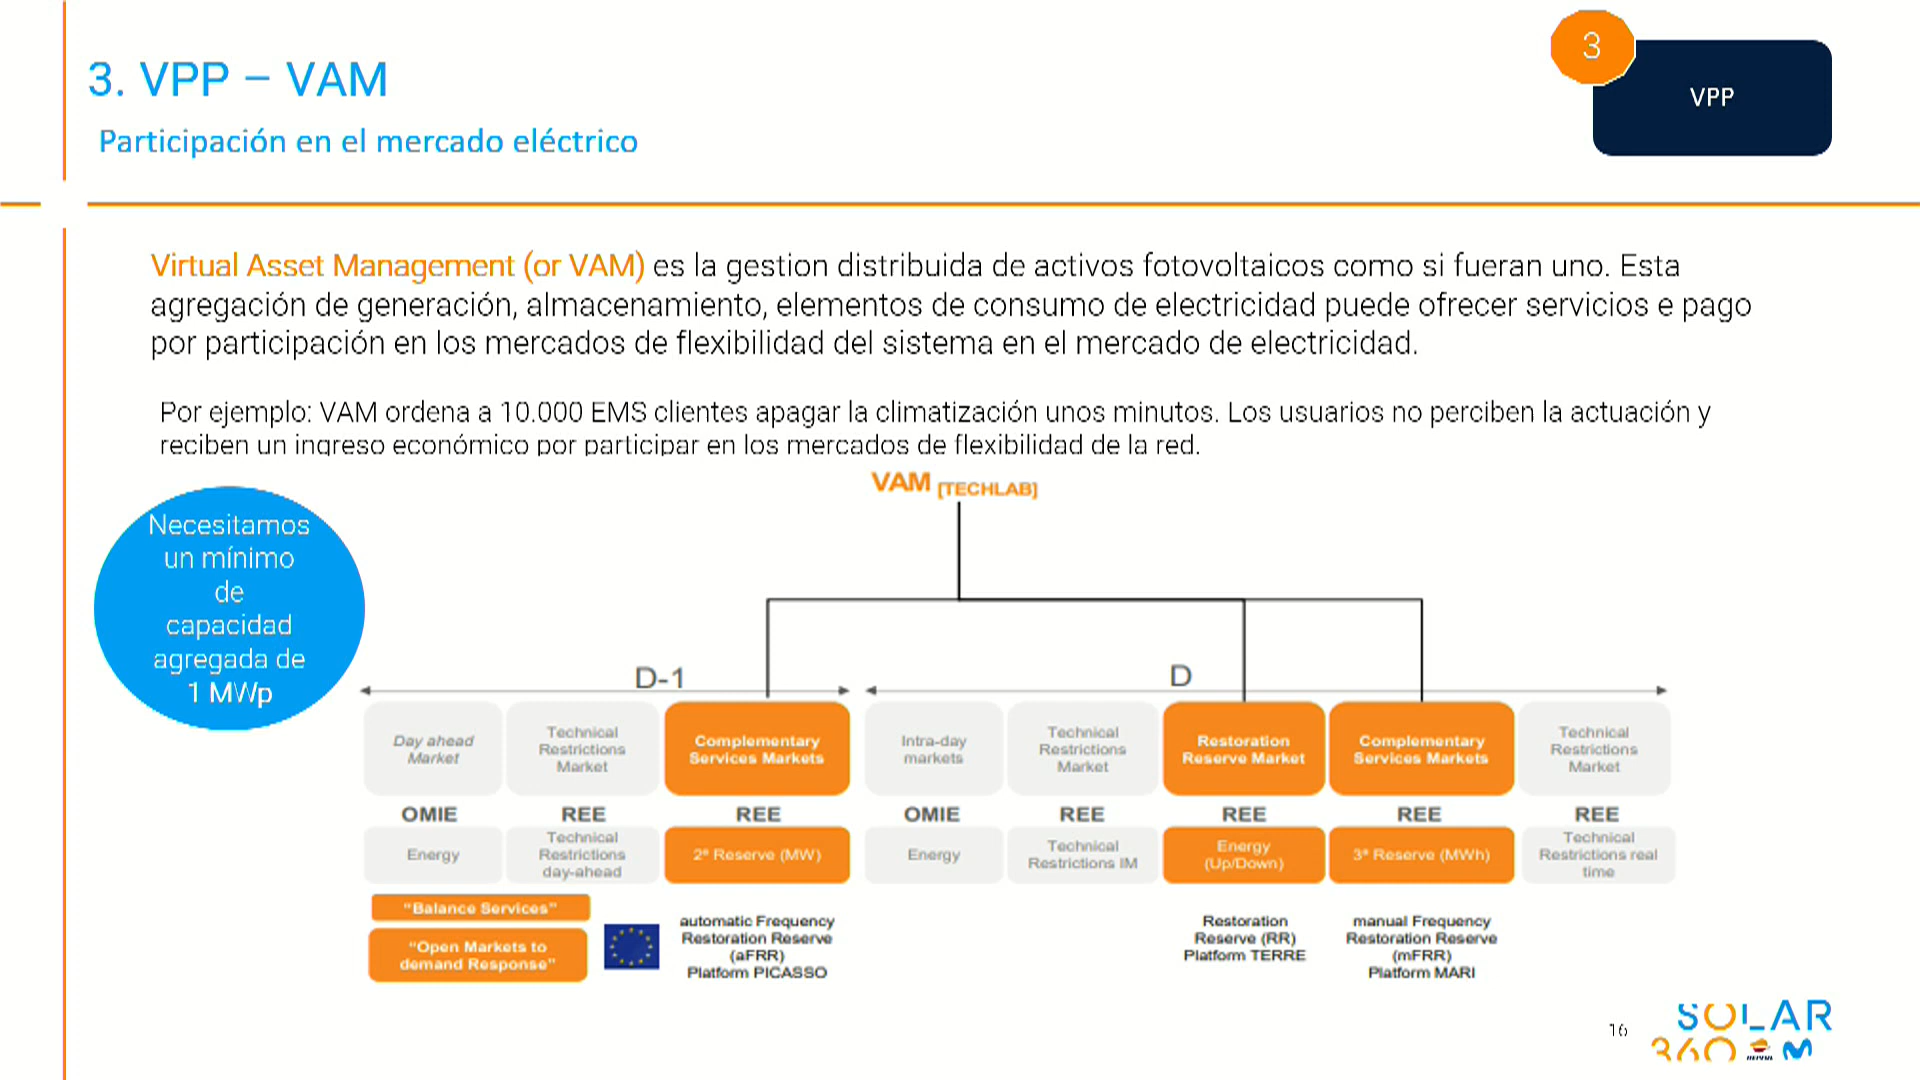 3. VPP – VAM
Participación en el mercado eléctrico
3
VPP
Virtual Asset Management (or VAM) es la gestion distribuida de activos fotovoltaicos como si fueran uno. Esta
agregación de generación, almacenamiento, elementos de consumo de electricidad puede ofrecer servicios e pago
por participación en los mercados de flexibilidad del sistema en el mercado de electricidad.
Por ejemplo: VAM ordena a 10.000 EMS clientes apagar la climatización unos minutos. Los usuarios no perciben la actuación y
reciben un ingreso económico por participar en los mercados de flexibilidad de la red.
Necesitamos
un mínimo
de
capacidad
agregada de
1 MWp
VAM [TECHLAB]
D-1
D
Day ahead
Market
Technical
Restrictions
Market
Complementary
Services Markets
Intra-day
markets
Technical
Restrictions
Market
Restoration
Reserve Market
Complementary
Services Markets
Technical
Restrictions
Market
OMIE
REE
REE
OMIE
REE
REE
REE
REE
Energy
Technical
Restrictions
day-ahead
2ª Reserve (MW)
Energy
Technical
Restrictions IM
Energy
(Up/Down)
3ª Reserve (MWh)
Technical
Restrictions real
time
"Balance Services"
"Open Markets to
demand Response"
automatic Frequency
Restoration Reserve
(aFRR)
Platform PICASSO
Restoration
Reserve (RR)
Platform TERRE
manual Frequency
Restoration Reserve
(mFRR)
Platform MARI
16
SOLAR
360